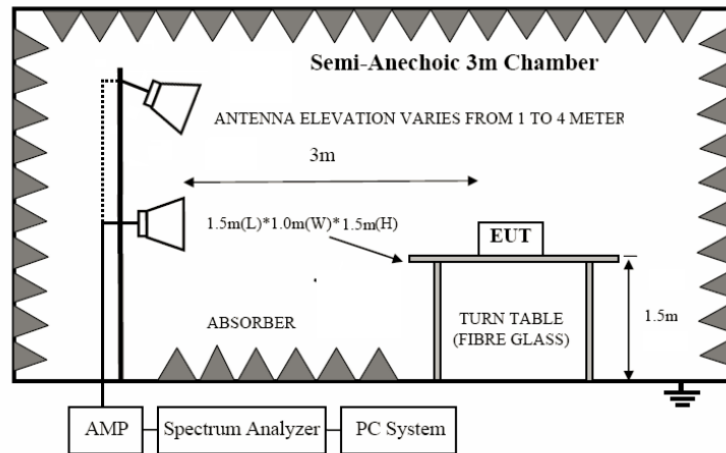 Semi-Anechoic 3m Chamber
ANTENNA ELEVATION VARIES FROM 1 TO 4 METER
3m
1.5m(L)*1.0m(W)*1.5m(H)
EUT
1.5m
ABSORBER
TURN TABLE
(FIBRE GLASS)
AMP
Spectrum Analyzer
PC System